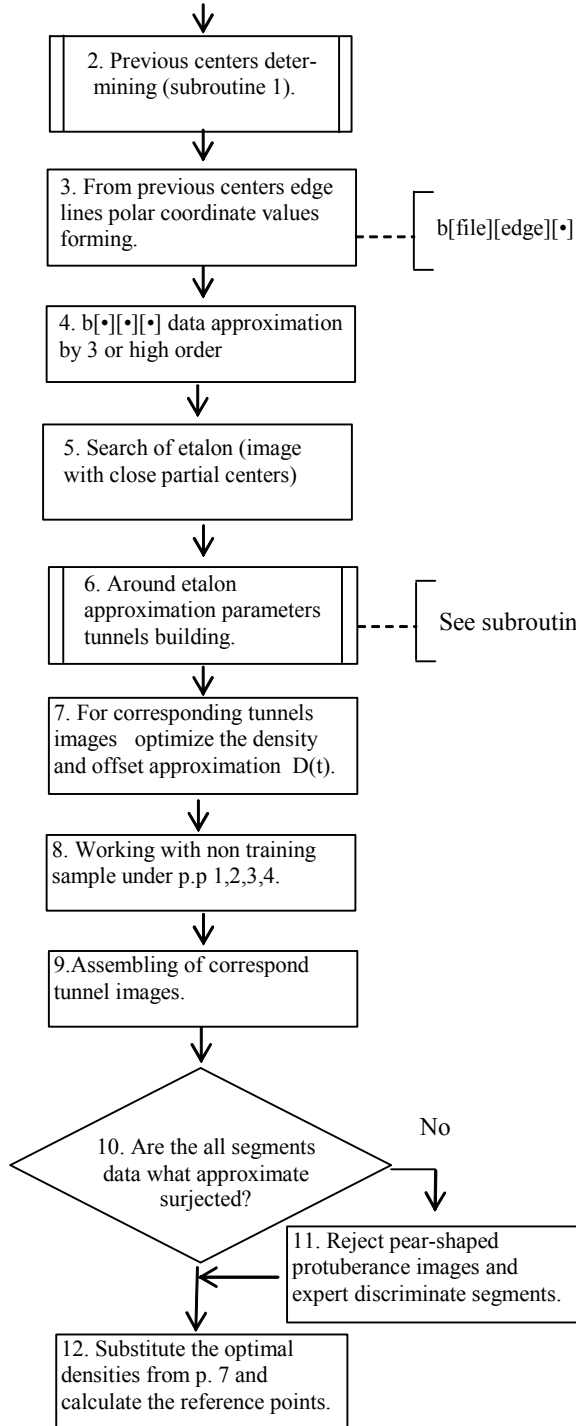 2. Previous centers deter-
mining (subroutine 1).
3. From previous centers edge
lines polar coordinate values
forming.
b[file][edge][•]
4. b[•][•][•] data approximation
by 3 or high order
5. Search of etalon (image
with close partial centers)
6. Around etalon
approximation parameters
tunnels building.
See subroutin
7. For corresponding tunnels
images optimize the density
and offset approximation D(t).
8. Working with non training
sample under p.p 1,2,3,4.
9.Assembling of correspond
tunnel images.
10. Are the all segments
data what approximate
surjected?
No
11. Reject pear-shaped
protuberance images and
expert discriminate segments.
12. Substitute the optimal
densities from p. 7 and
calculate the reference points.